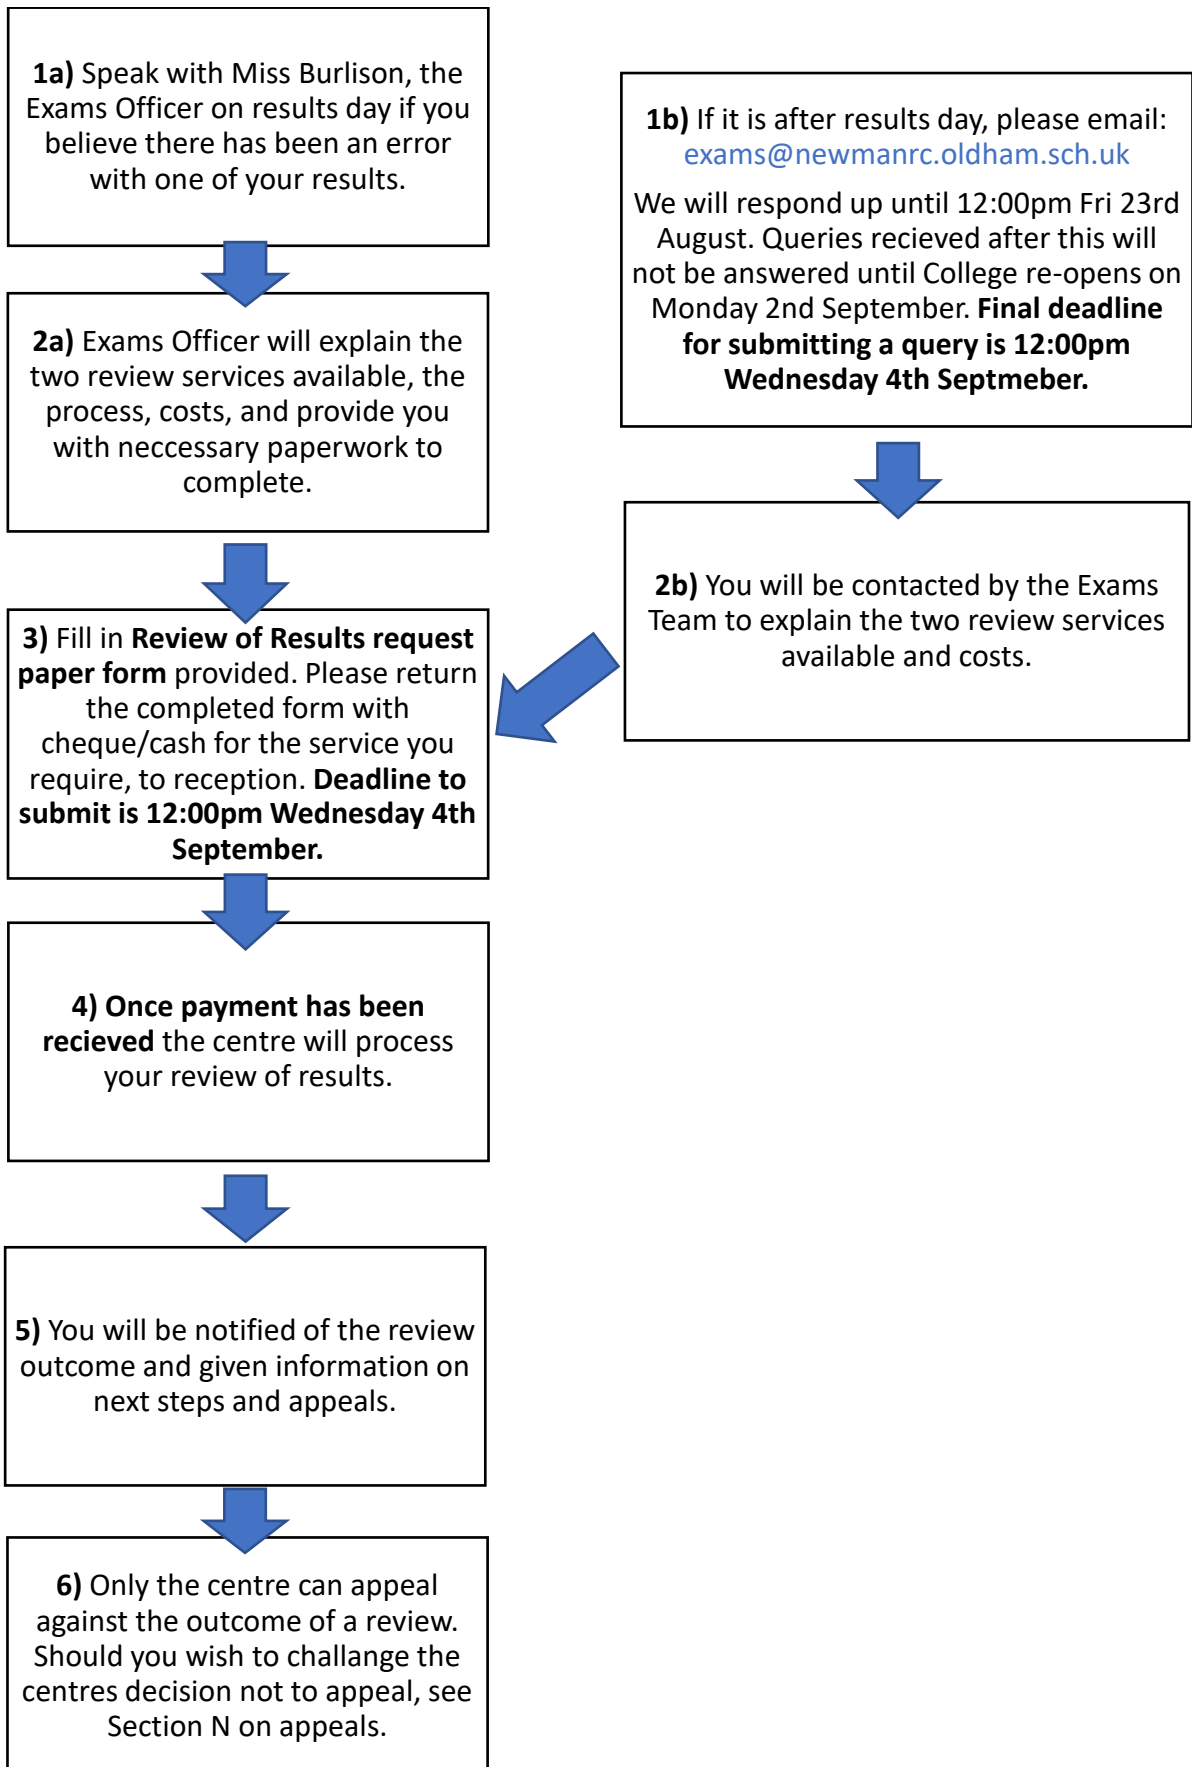 1a) Speak with Miss Burlison, the
Exams Officer on results day if you
believe there has been an error
with one of your results.
1b) If it is after results day, please email:
exams@newmanrc.oldham.sch.uk
We will respond up until 12:00pm Fri 23rd
August. Queries recieved after this will
not be answered until College re-opens on
Monday 2nd September. Final deadline
for submitting a query is 12:00pm
Wednesday 4th Septmeber.
2a) Exams Officer will explain the
two review services available, the
process, costs, and provide you
with neccessary paperwork to
complete.
2b) You will be contacted by the Exams
Team to explain the two review services
available and costs.
3) Fill in Review of Results request
paper form provided. Please return
the completed form with
cheque/cash for the service you
require, to reception. Deadline to
submit is 12:00pm Wednesday 4th
September.
4) Once payment has been
recieved the centre will process
your review of results.
5) You will be notified of the review
outcome and given information on
next steps and appeals.
6) Only the centre can appeal
against the outcome of a review.
Should you wish to challange the
centres decision not to appeal, see
Section N on appeals.